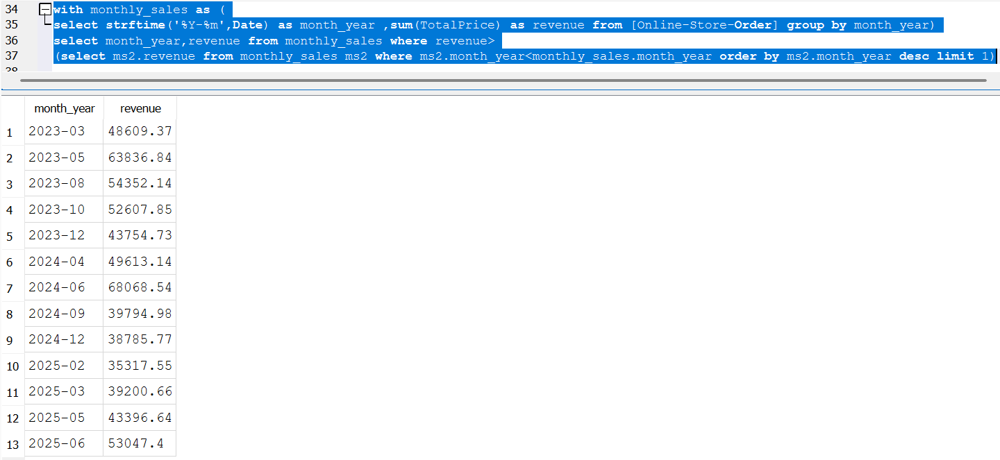 34 with monthly_sales as (
35 select strftime('%Y-%m',Date) as month_year ,sum(TotalPrice) as revenue from [Online-Store-Order] group by month_year)
36 select month_year,revenue from monthly_sales where revenue>
37 (select ms2.revenue from monthly_sales ms2 where ms2.month_year<monthly_sales.month_year order by ms2.month_year desc limit 1)
38
month_year revenue
1 2023-03 48609.37
2 2023-05 63836.84
3 2023-08 54352.14
4 2023-10 52607.85
5 2023-12 43754.73
6 2024-04 49613.14
7 2024-06 68068.54
8 2024-09 39794.98
9 2024-12 38785.77
10 2025-02 35317.55
11 2025-03 39200.66
12 2025-05 43396.64
13 2025-06 53047.4